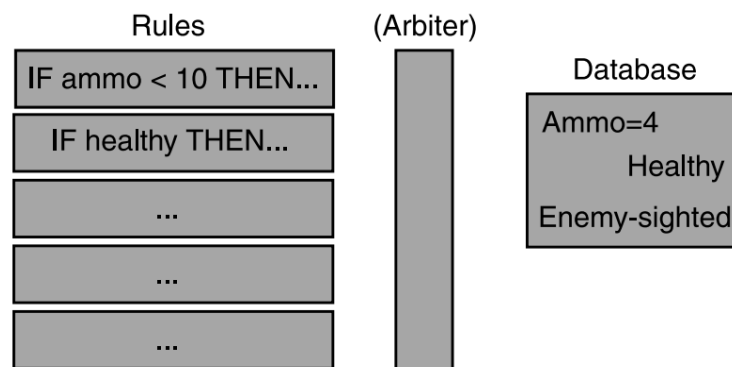 Rules
(Arbiter)
IF ammo < 10 THEN...
IF healthy THEN...
...
...
...
Database
Ammo=4
Healthy
Enemy-sighted